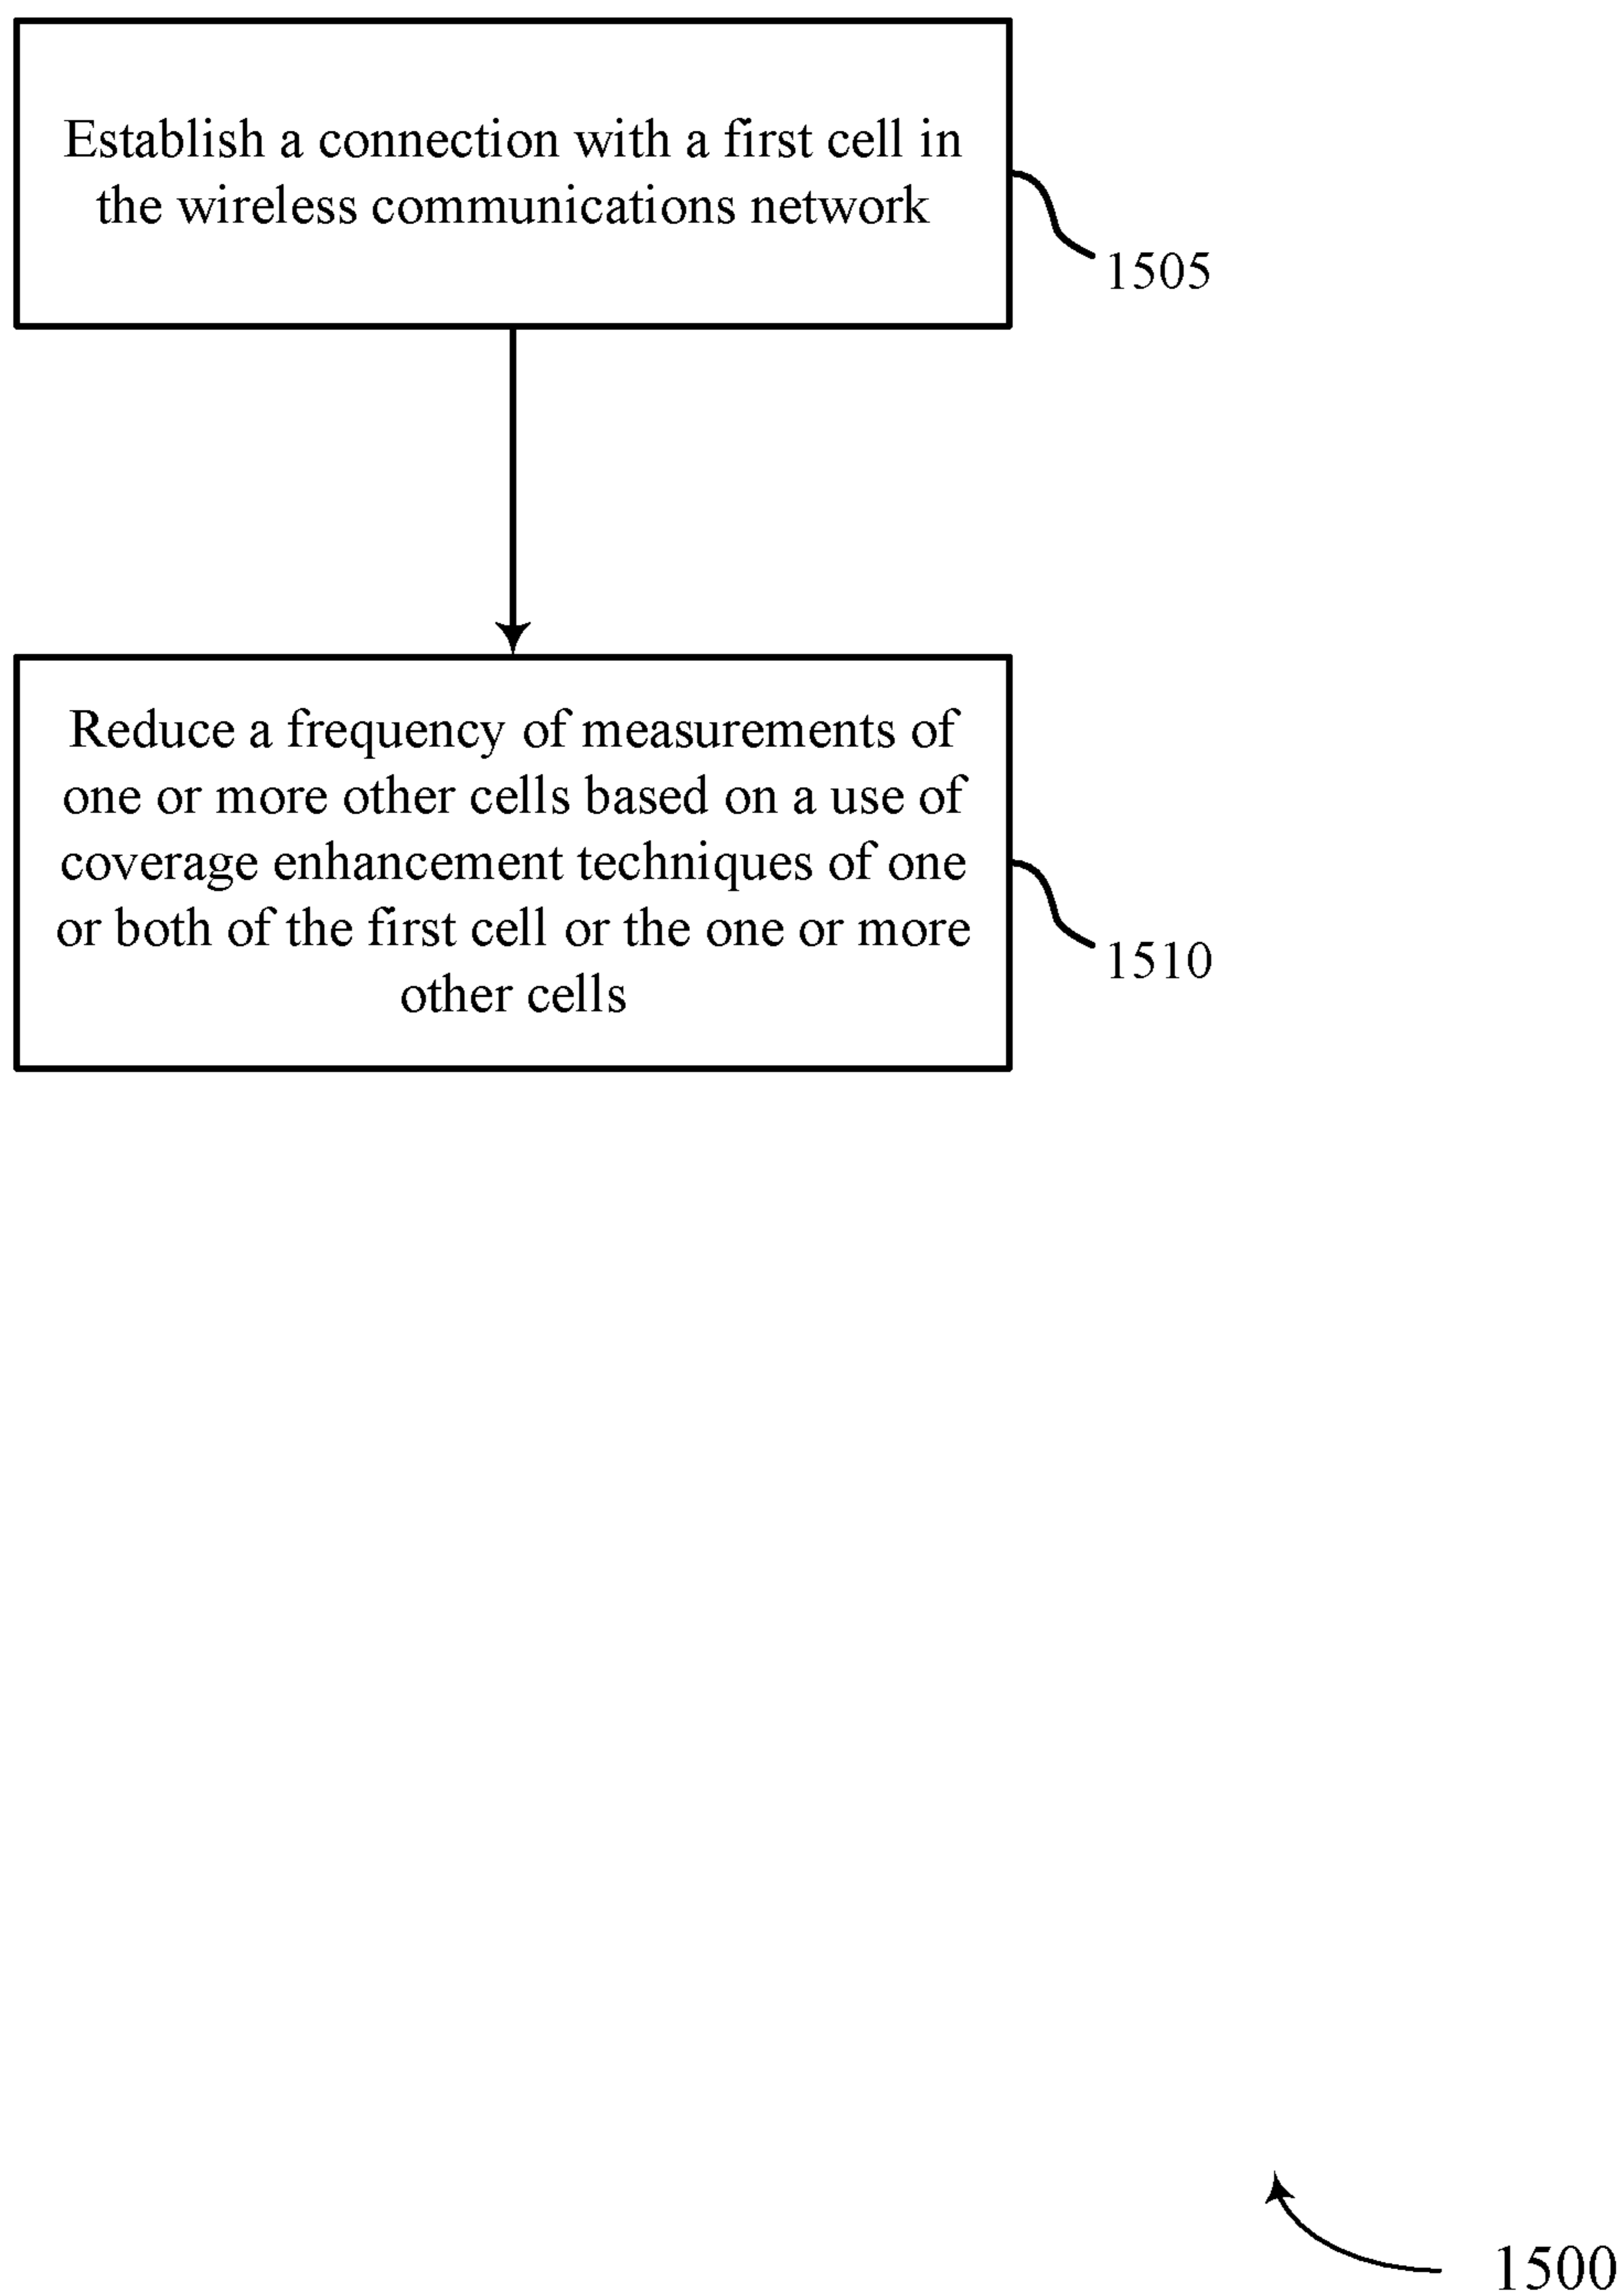 Establish a connection with a first cell in
the wireless communications network
1505
Reduce a frequency of measurements of
one or more other cells based on a use of
coverage enhancement techniques of one
or both of the first cell or the one or more
other cells
1510
1500